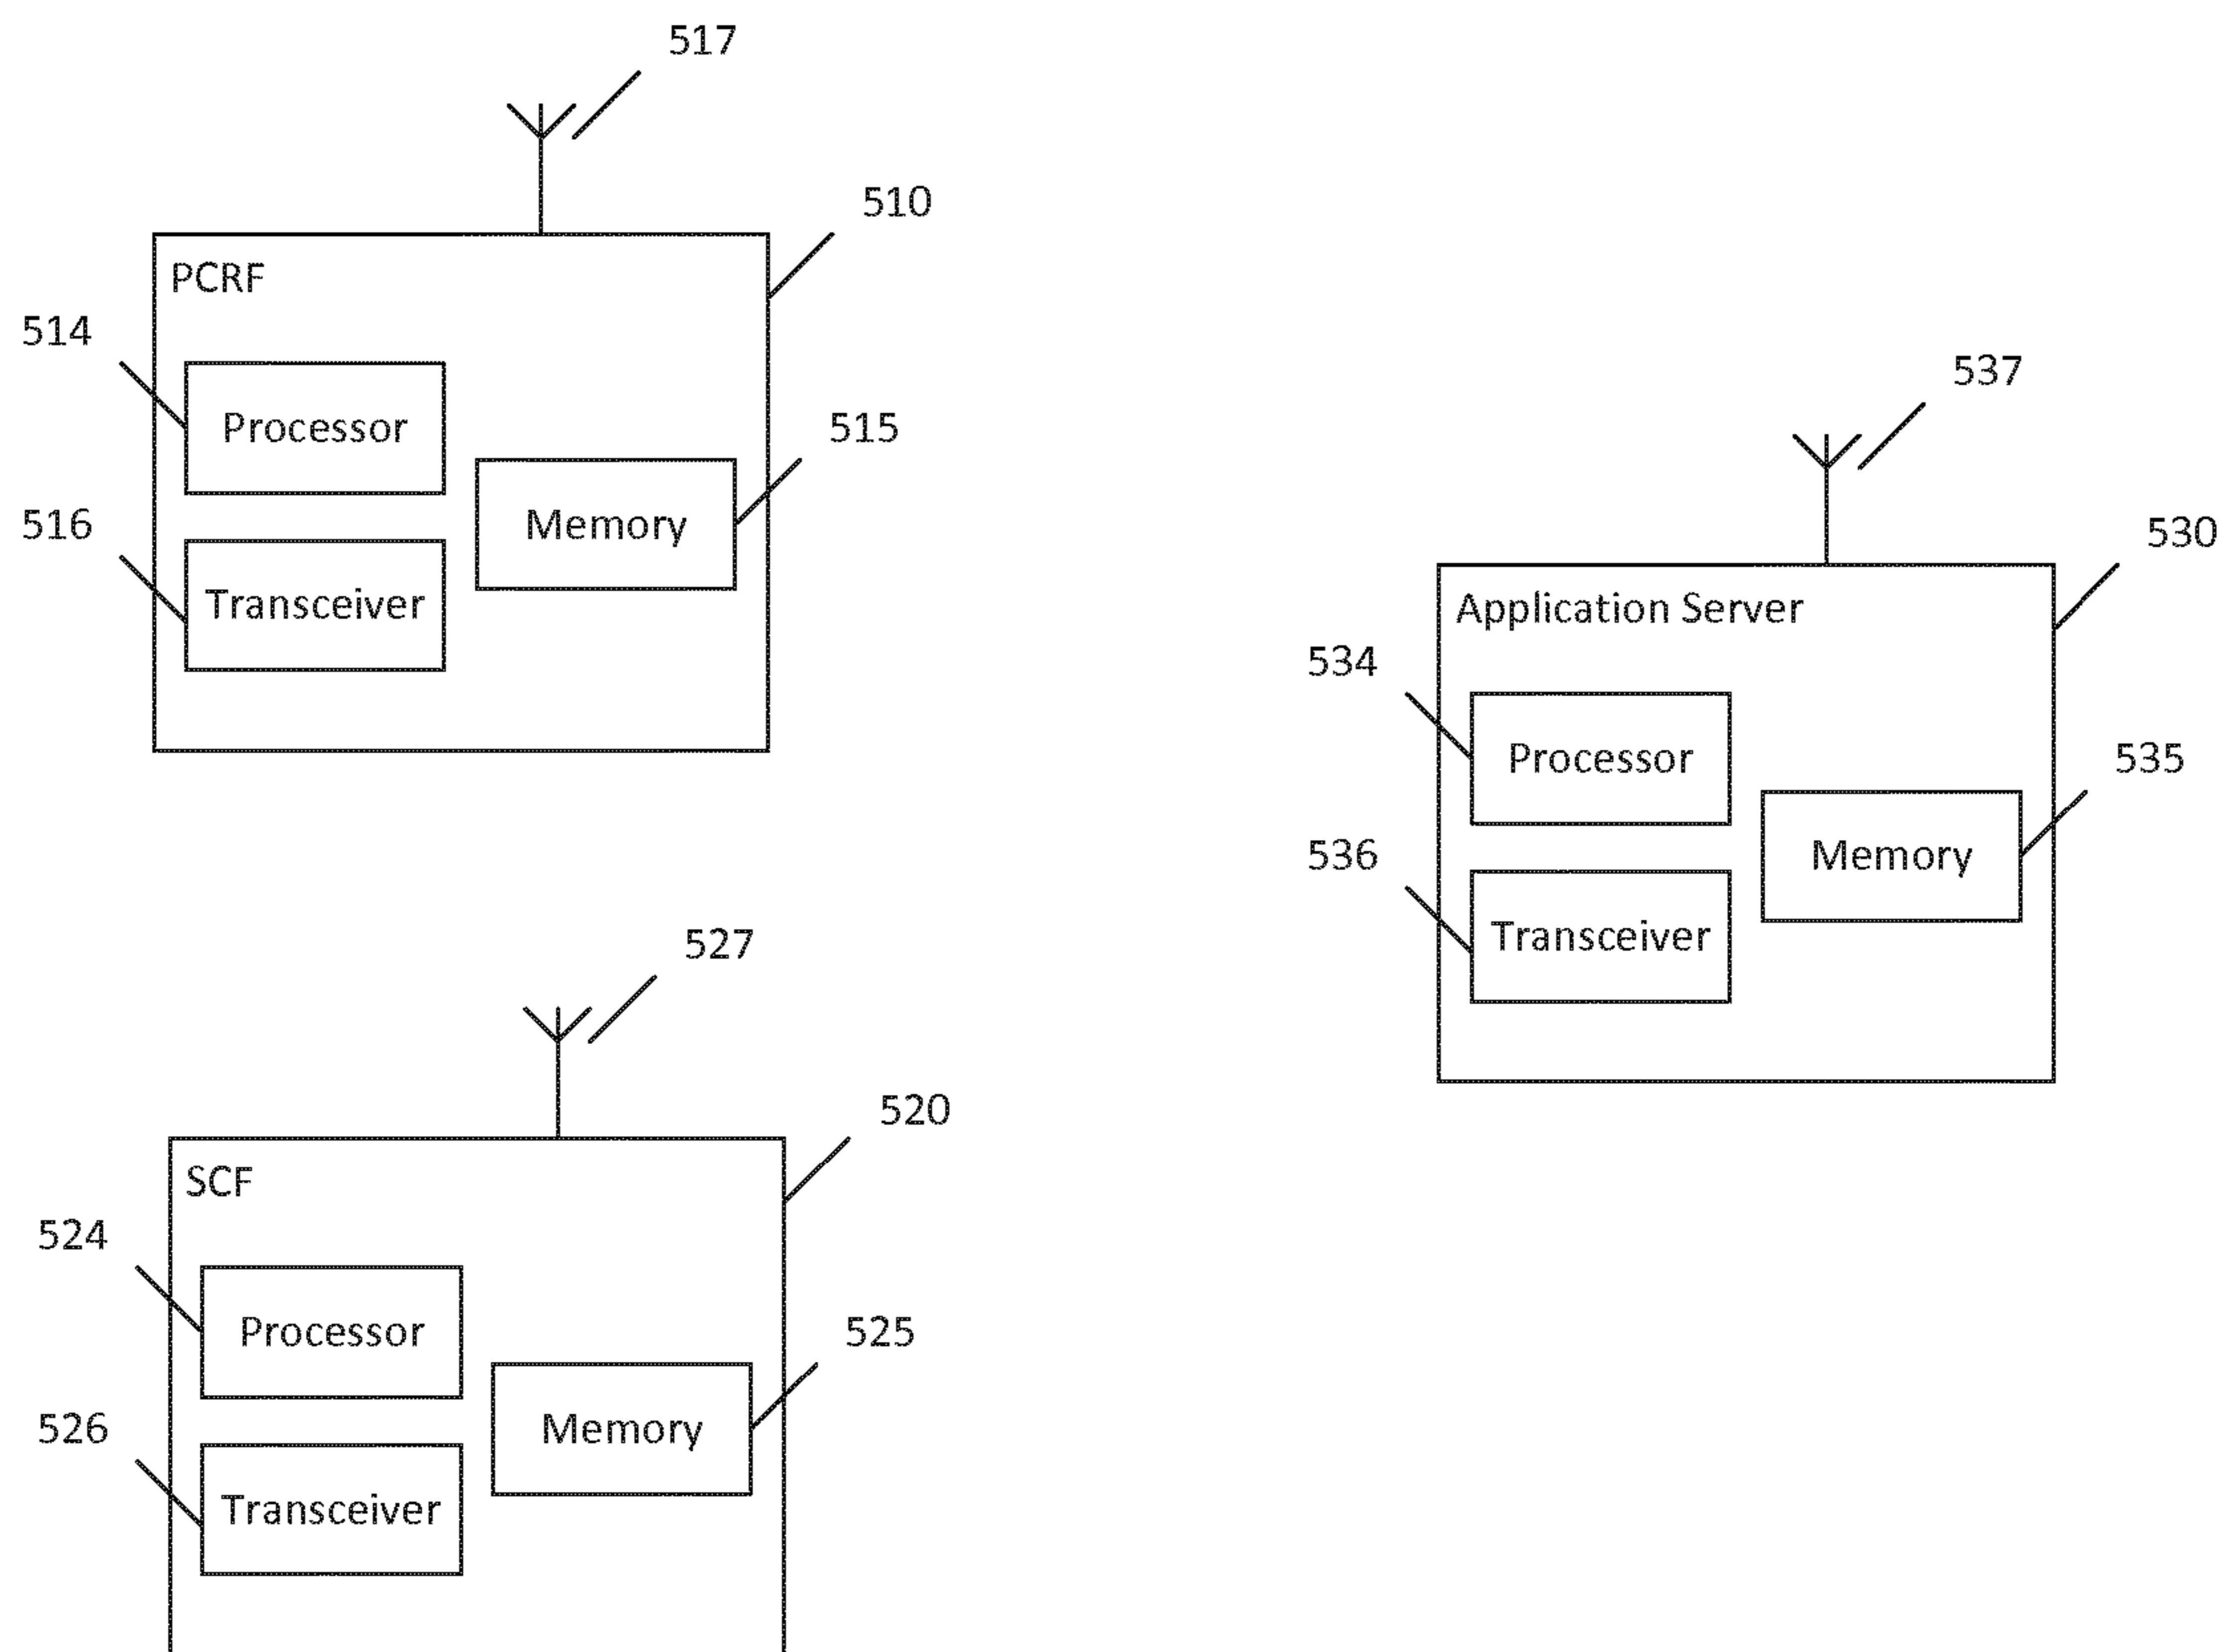 517
510
PCRF
514
Processor
515
Memory
516
Transceiver
537
530
Application Server
534
Processor
535
Memory
536
Transceiver
527
520
SCF
524
Processor
525
Memory
526
Transceiver